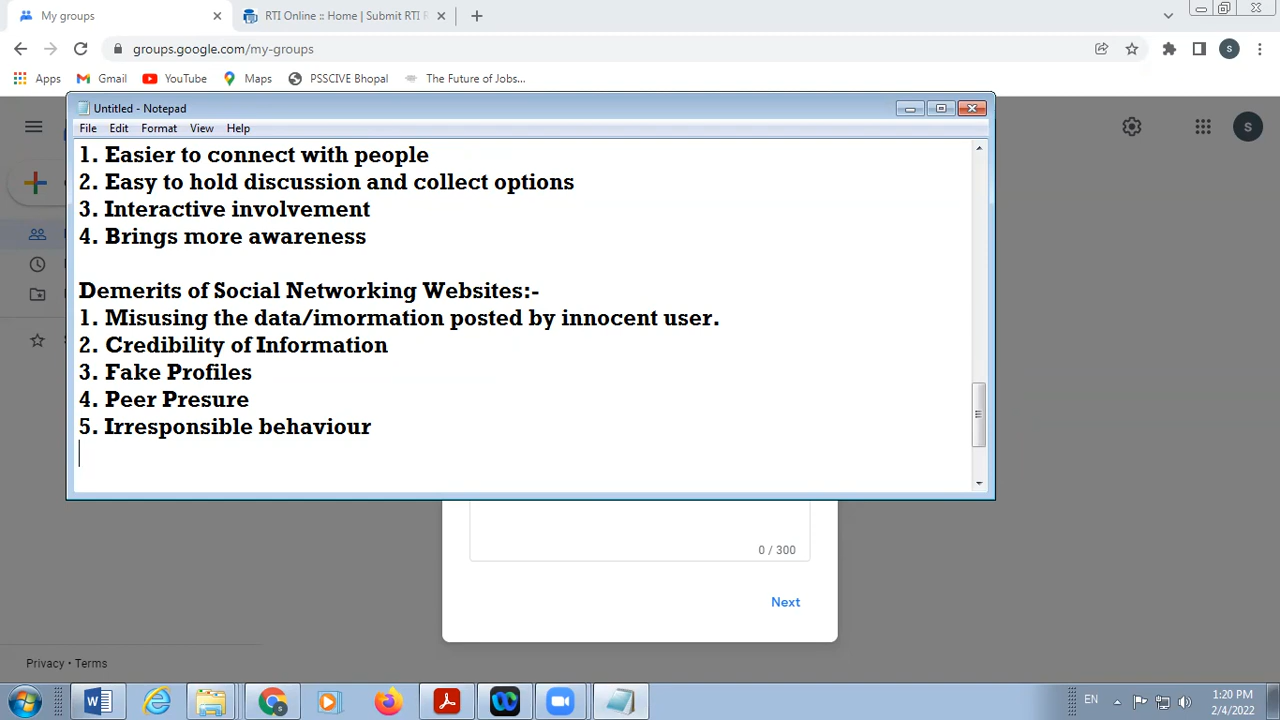 My groups
RTI Online :: Home | Submit RTI R
groups.google.com/my-groups
S
Apps
Gmail
YouTube
Maps
PSSCIVE Bhopal
The Future of Jobs...
Untitled - Notepad
File Edit Format View Help
S
1. Easier to connect with people
2. Easy to hold discussion and collect options
3. Interactive involvement
4. Brings more awareness
Demerits of Social Networking Websites:-
1. Misusing the data/imormation posted by innocent user.
2. Credibility of Information
3. Fake Profiles
4. Peer Presure
5. Irresponsible behaviour
0 / 300
Next
Privacy • Terms
EN
1:20 PM
2/4/2022